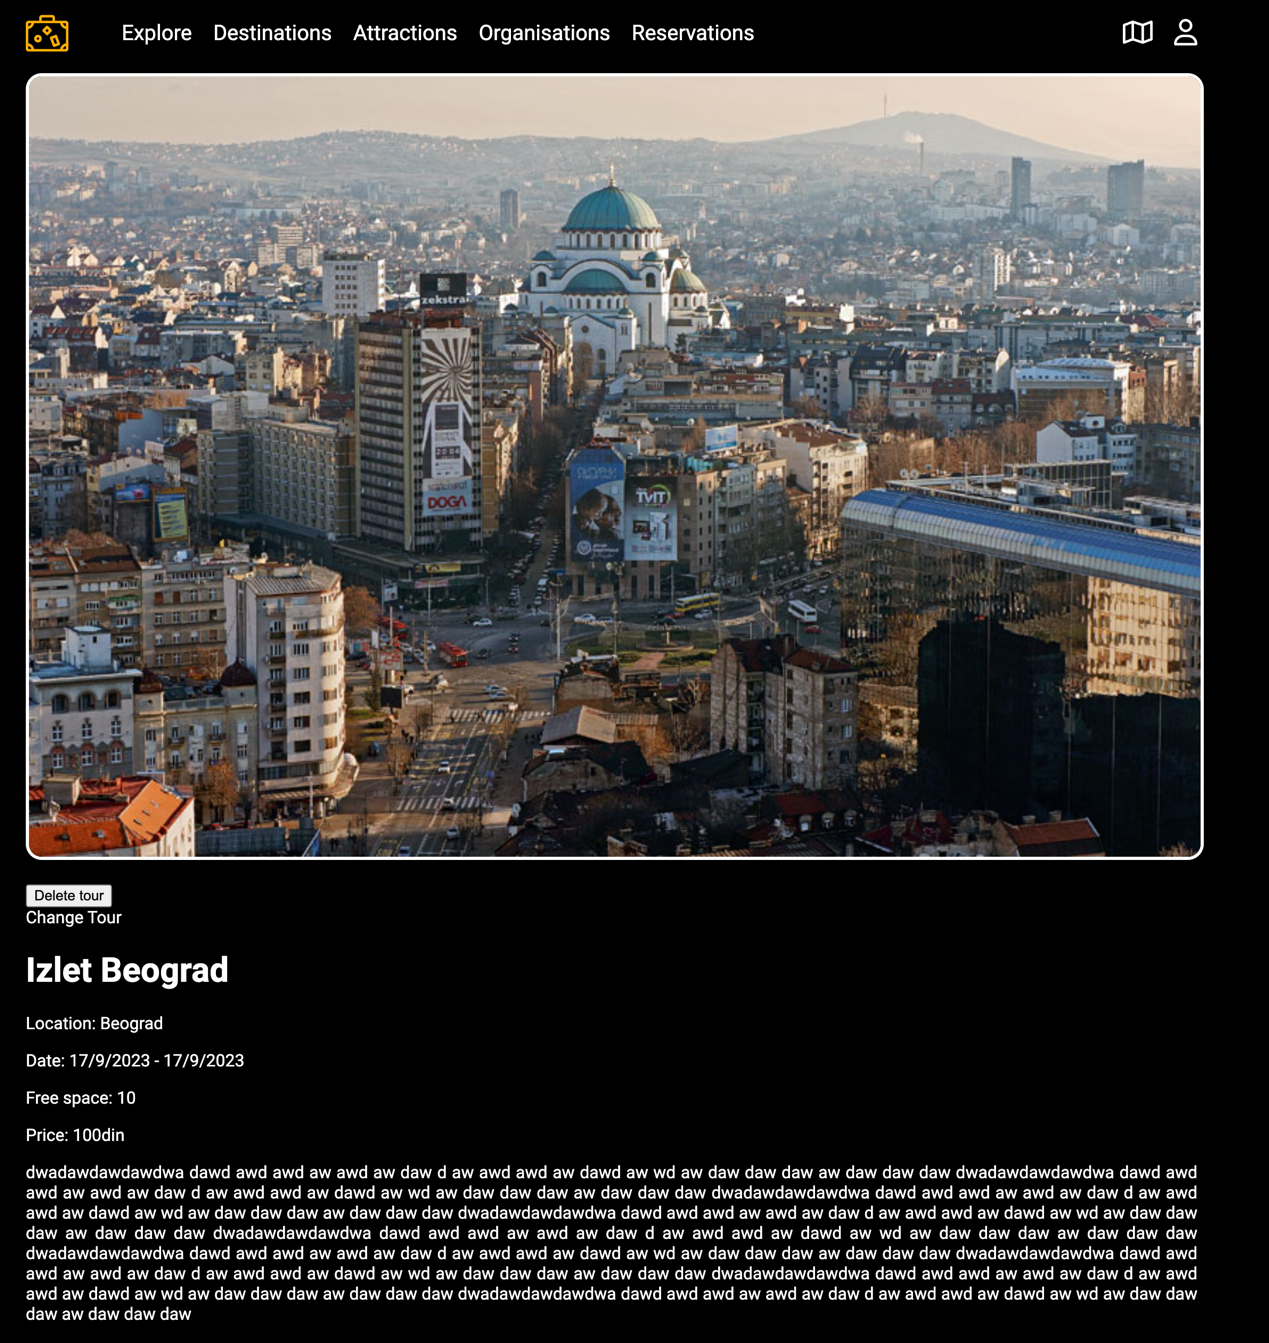 Explore Destinations Attractions Organisations Reservations
zekstra
20 04
DOGA
TVIT
Delete tour
Change Tour
Izlet Beograd
Location: Beograd
Date: 17/9/2023 - 17/9/2023
Free space: 10
Price: 100din
dwadawdawdawdwa dawd awd awd aw awd aw daw d aw awd awd aw dawd aw wd aw daw daw daw aw daw daw daw dwadawdawdawdwa dawd awd
awd aw awd aw daw d aw awd awd aw dawd aw wd aw daw daw daw aw daw daw daw dwadawdawdawdwa dawd awd awd aw awd aw daw d aw awd
awd aw dawd aw wd aw daw daw daw aw daw daw daw dwadawdawdawdwa dawd awd awd aw awd aw daw d aw awd awd aw dawd aw wd aw daw daw
daw aw daw daw daw dwadawdawdawdwa dawd awd awd aw awd aw daw d aw awd awd aw dawd aw wd aw daw daw daw aw daw daw daw
dwadawdawdawdwa dawd awd awd aw awd aw daw d aw awd awd aw dawd aw wd aw daw daw daw aw daw daw daw dwadawdawdawdwa dawd awd
awd aw awd aw daw d aw awd awd aw dawd aw wd aw daw daw daw aw daw daw daw dwadawdawdawdwa dawd awd awd aw awd aw daw d aw awd
awd aw dawd aw wd aw daw daw daw aw daw daw daw dwadawdawdawdwa dawd awd awd aw awd aw daw d aw awd awd aw dawd aw wd aw daw daw
daw aw daw daw daw